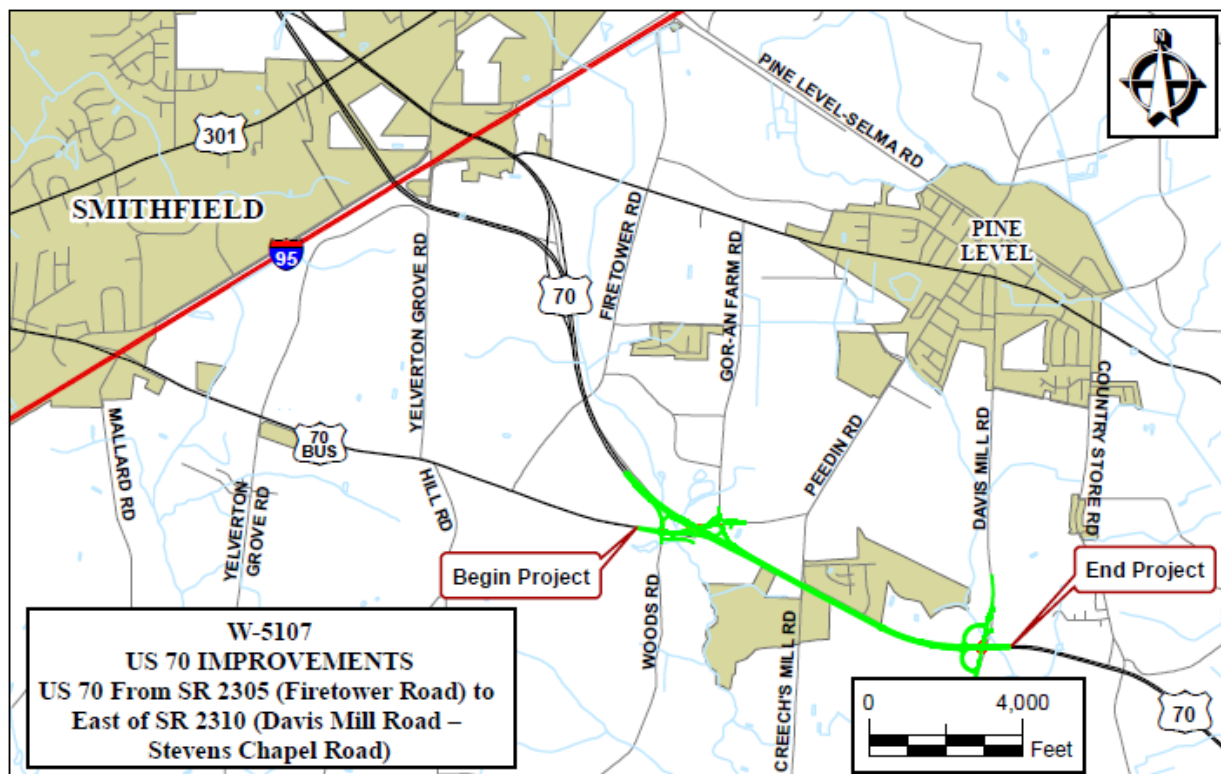 N
PINE LEVEL-SELMA RD
301
SMITHFIELD
95
YELVERTON GROVE RD
70
FIRETOWER RD
GOR-AN FARM RD
PINE
LEVEL
MALLARD RD
YELVERTON
GROVE RD
70
BUS
HILL RD
PEEDIN RD
DAVIS MILL RD
COUNTRY STORE RD
Begin Project
End Project
WOODS RD
CREECH'S MILL RD
W-5107
US 70 IMPROVEMENTS
US 70 From SR 2305 (Firetower Road) to
East of SR 2310 (Davis Mill Road –
Stevens Chapel Road)
0 4,000
Feet
70